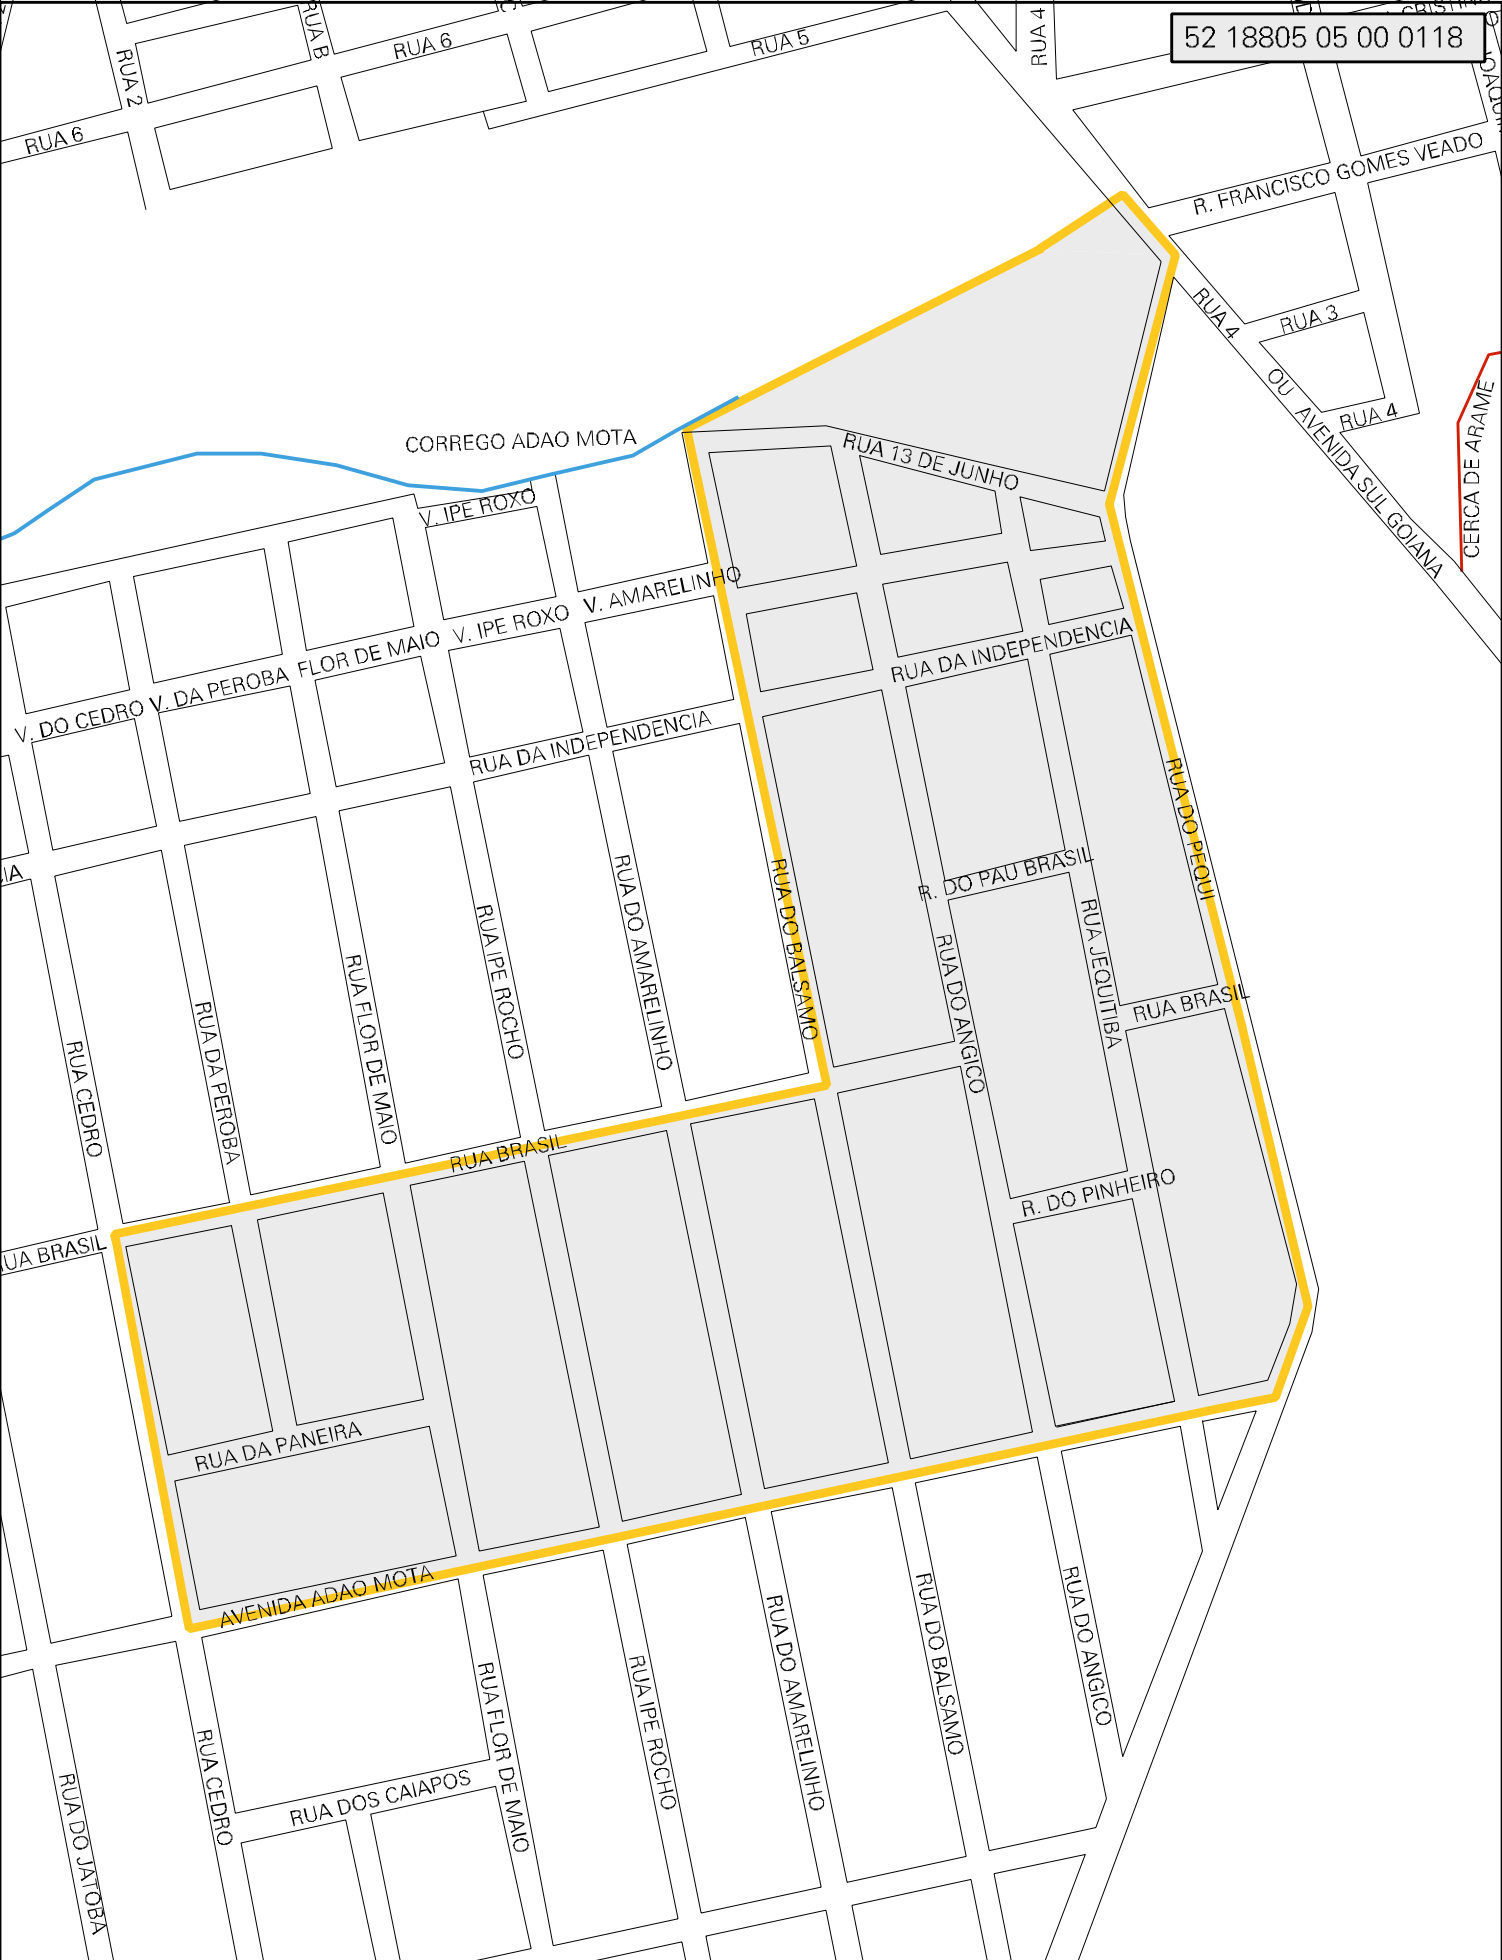 52 18805 05 00 0118
RUA 2
RUA B
RUA 6
RUA 5
RUA 4
RUA 6
R. FRANCISCO GOMES VEADO
RUA 4
OU AVENIDA SUL GOIANA
RUA 3
RUA 4
CERCA DE ARAME
CORREGO ADAO MOTA
RUA 13 DE JUNHO
V. IPE ROXO
V. AMARELINHO
V. IPE ROXO
FLOR DE MAIO
V. DA PEROBA
V. DO CEDRO
RUA DA INDEPENDENCIA
RUA DA INDEPENDENCIA
RUA DO PEQUI
R. DO PAU BRASIL
RUA DO BALSAMO
RUA DO AMARELINHO
RUA IPE ROCHO
RUA FLOR DE MAIO
RUA DA PEROBA
RUA CEDRO
RUA DO ANGICO
RUA JEQUITIBA
RUA BRASIL
RUA BRASIL
R. DO PINHEIRO
RUA BRASIL
RUA DA PANEIRA
AVENIDA ADAO MOTA
RUA DO ANGICO
RUA DO BALSAMO
RUA DO AMARELINHO
RUA IPE ROCHO
RUA FLOR DE MAIO
RUA CEDRO
RUA DOS CAIAPOS
RUA DO JATOBA